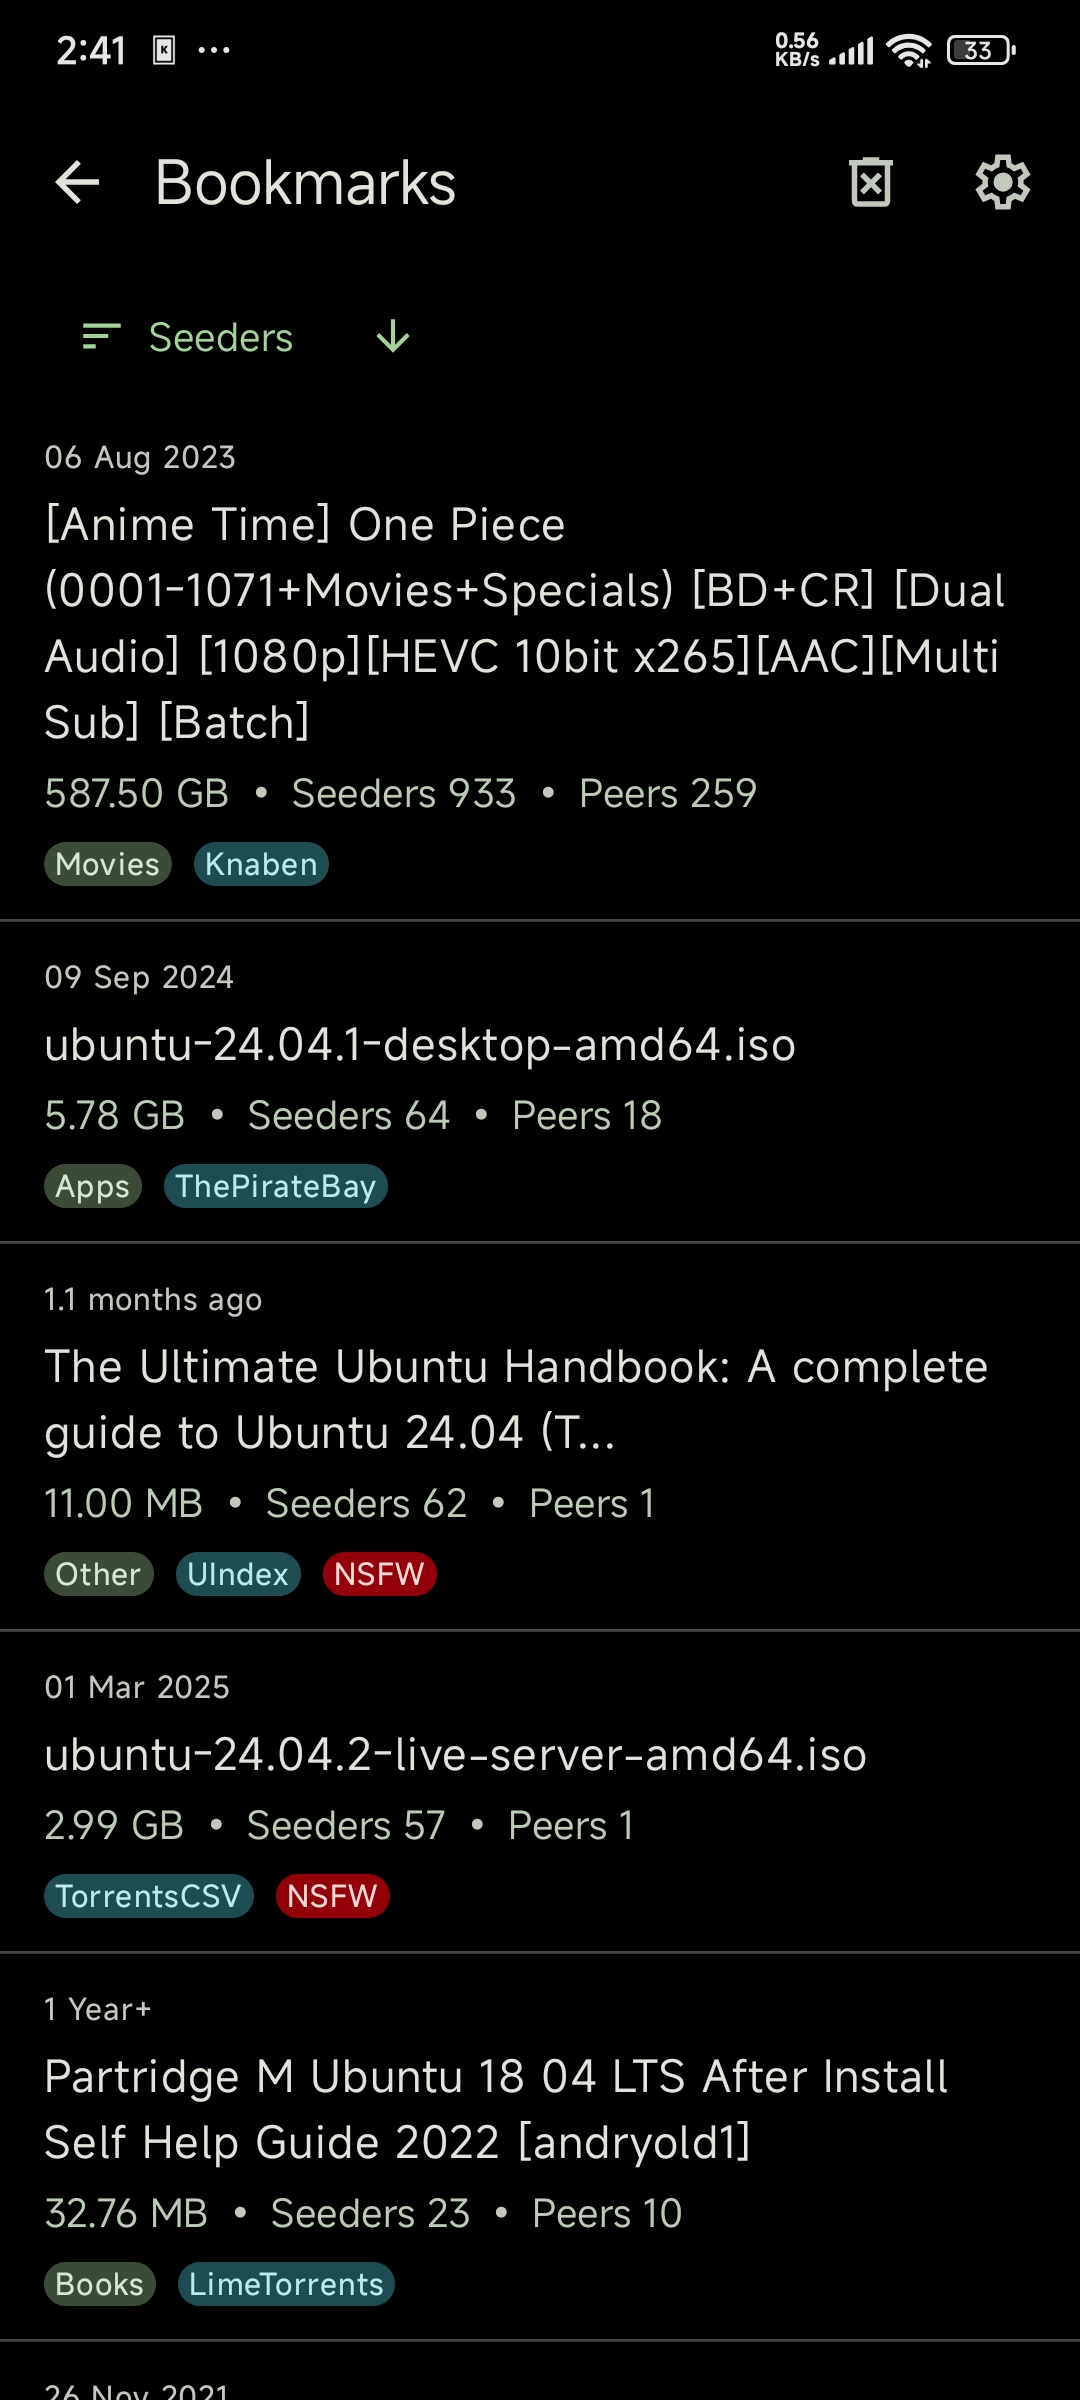 2:41 K ...
0.56
KB/s
33
Bookmarks
Seeders
06 Aug 2023
[Anime Time] One Piece
(0001-1071+Movies+Specials) [BD+CR] [Dual
Audio] [1080p][HEVC 10bit x265][AAC][Multi
Sub] [Batch]
587.50 GB • Seeders 933 • Peers 259
Movies Knaben
09 Sep 2024
ubuntu-24.04.1-desktop-amd64.iso
5.78 GB • Seeders 64 • Peers 18
Apps ThePirateBay
1.1 months ago
The Ultimate Ubuntu Handbook: A complete
guide to Ubuntu 24.04 (T...
11.00 MB • Seeders 62 • Peers 1
Other UIndex NSFW
01 Mar 2025
ubuntu-24.04.2-live-server-amd64.iso
2.99 GB • Seeders 57 • Peers 1
TorrentsCSV NSFW
1 Year+
Partridge M Ubuntu 18 04 LTS After Install
Self Help Guide 2022 [andryold1]
32.76 MB • Seeders 23 • Peers 10
Books LimeTorrents
26 Nov 2021